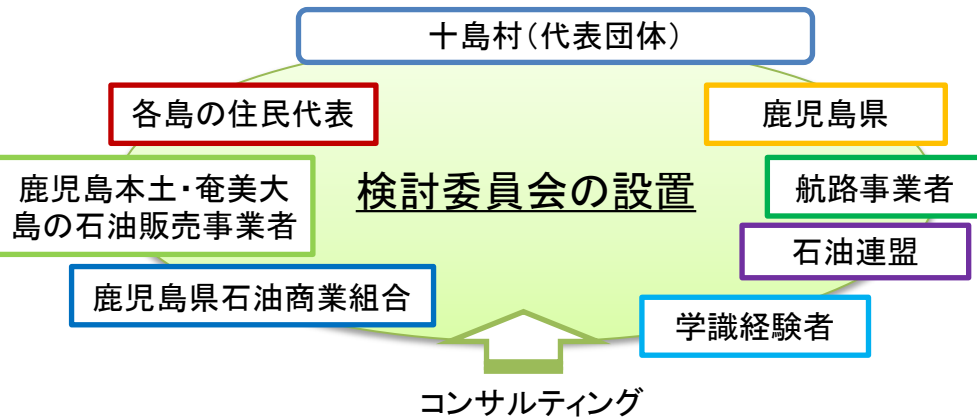 十島村（代表団体）
各島の住民代表
鹿児島県
鹿児島本土・奄美大
島の石油販売事業者
検討委員会の設置
航路事業者
石油連盟
鹿児島県石油商業組合
学識経験者
コンサルティング